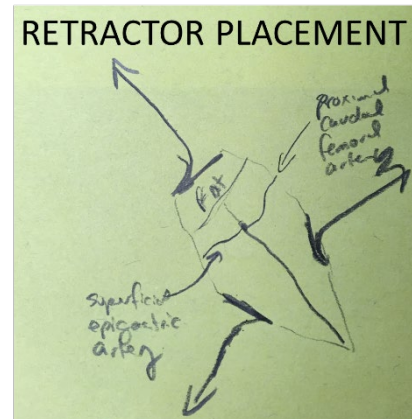 RETRACTOR PLACEMENT
proximal
caudal
femoral
artery
FAT
superficial
epigastric
artery